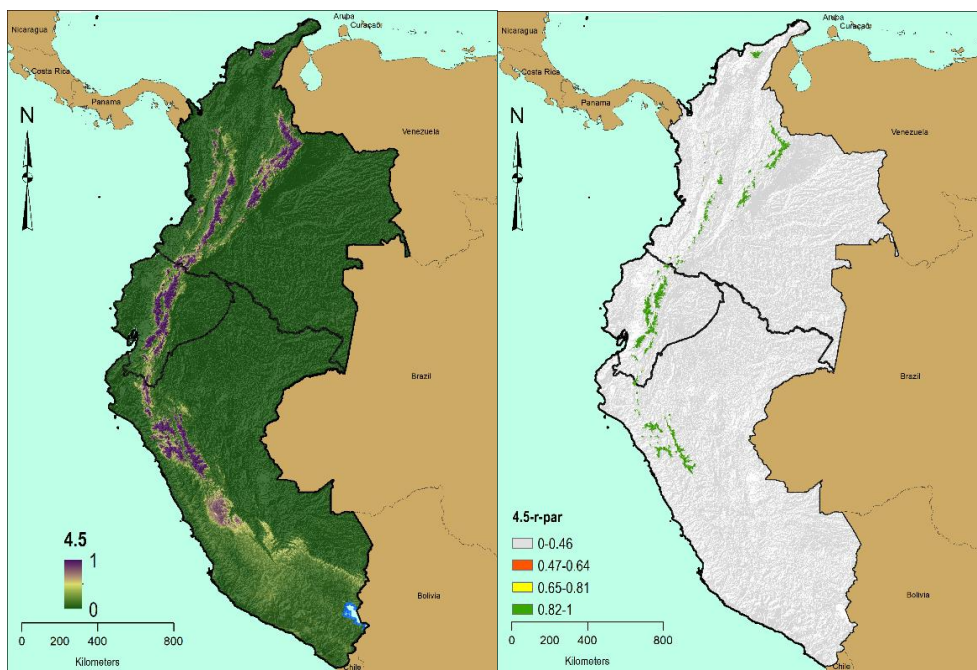 Nicaragua
Costa Rica
Panama
Aruba
Curaçao
Venezuela
Brazil
Bolivia
Chile
N
4.5
1
0
0 200 400 800
Kilometers
Nicaragua
Costa Rica
Panama
Aruba
Curaçao
Venezuela
Brazil
Bolivia
Chile
N
4.5-r-par
0-0.46
0.47-0.64
0.65-0.81
0.82-1
0 200 400 800
Kilometers